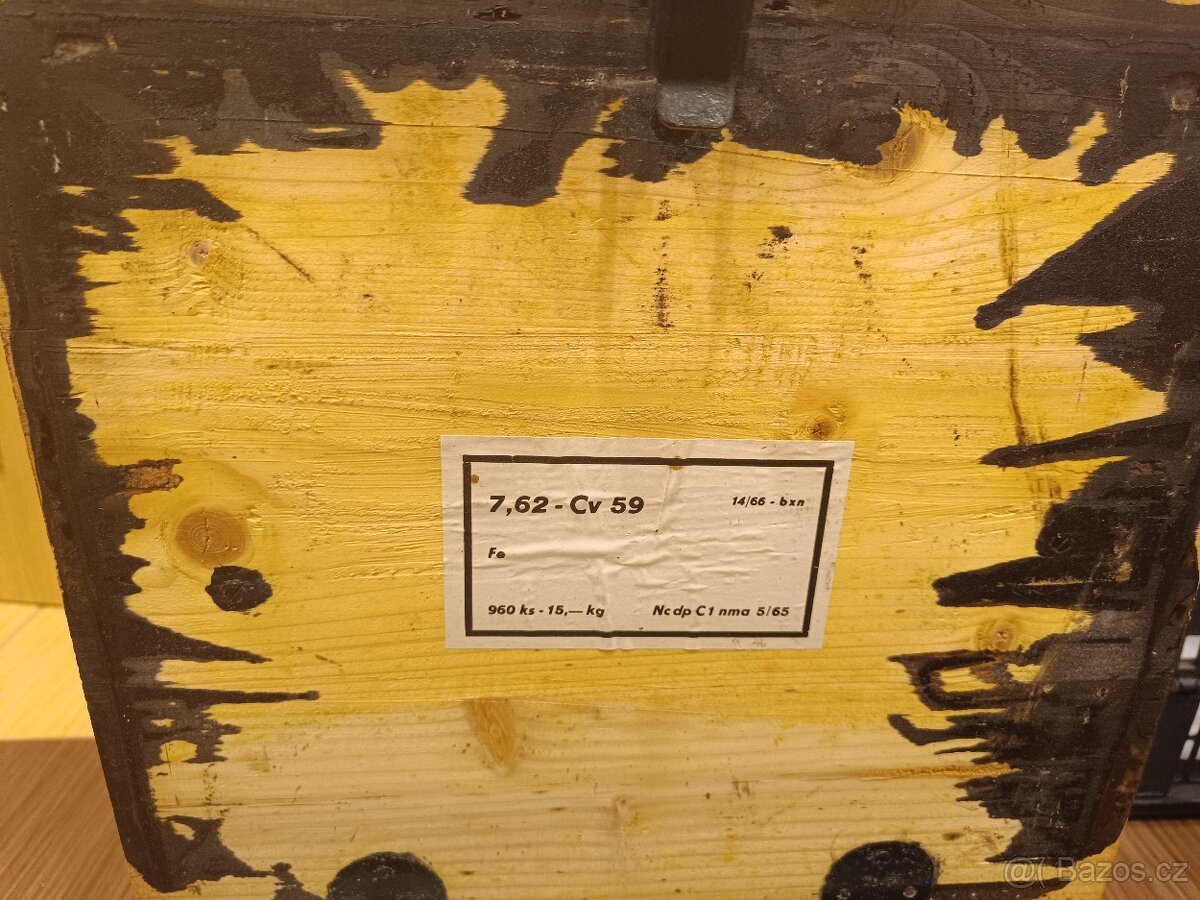 7,62 - Cv 59
14/66 - bxn
Fe
960 ks - 15,— kg
Nc dp C1 nma 5/65
@( Bazos.cz